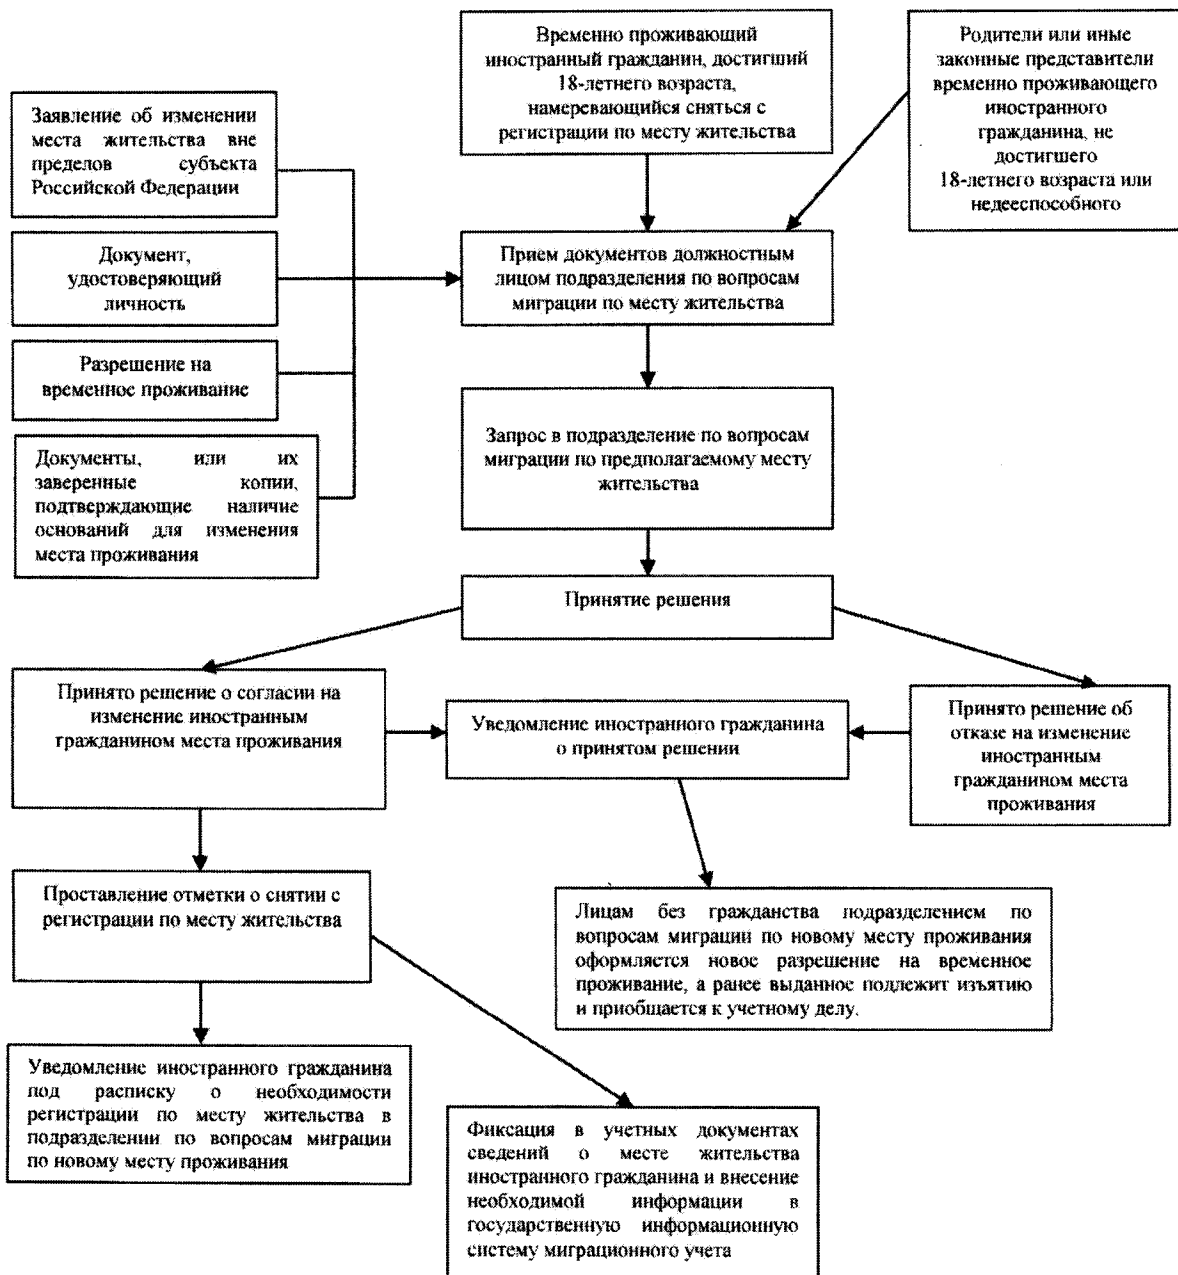 Временно проживающий
иностранный гражданин, достигший
18-летнего возраста,
намеревающийся сняться с
регистрации по месту жительства
Родители или иные
законные представители
временно проживающего
иностранного
гражданина, не
достигшего
18-летнего возраста или
недееспособного
Заявление об изменении
места жительства вне
пределов субъекта
Российской Федерации
Документ,
удостоверяющий
личность
Разрешение на
временное проживание
Документы, или их
заверенные копии,
подтверждающие наличие
оснований для изменения
места проживания
Прием документов должностным
лицом подразделения по вопросам
миграции по месту жительства
Запрос в подразделение по вопросам
миграции по предполагаемому месту
жительства
Принятие решения
Принято решение о согласии на
изменение иностранным
гражданином места проживания
Уведомление иностранного гражданина
о принятом решении
Принято решение об
отказе на изменение
иностранным
гражданином места
проживания
Проставление отметки о снятии с
регистрации по месту жительства
Лицам без гражданства подразделением по
вопросам миграции по новому месту проживания
оформляется новое разрешение на временное
проживание, а ранее выданное подлежит изъятию
и приобщается к учетному делу.
Уведомление иностранного гражданина
под расписку о необходимости
регистрации по месту жительства в
подразделении по вопросам миграции
по новому месту проживания
Фиксация в учетных документах
сведений о месте жительства
иностранного гражданина и внесение
необходимой информации в
государственную информационную
систему миграционного учета